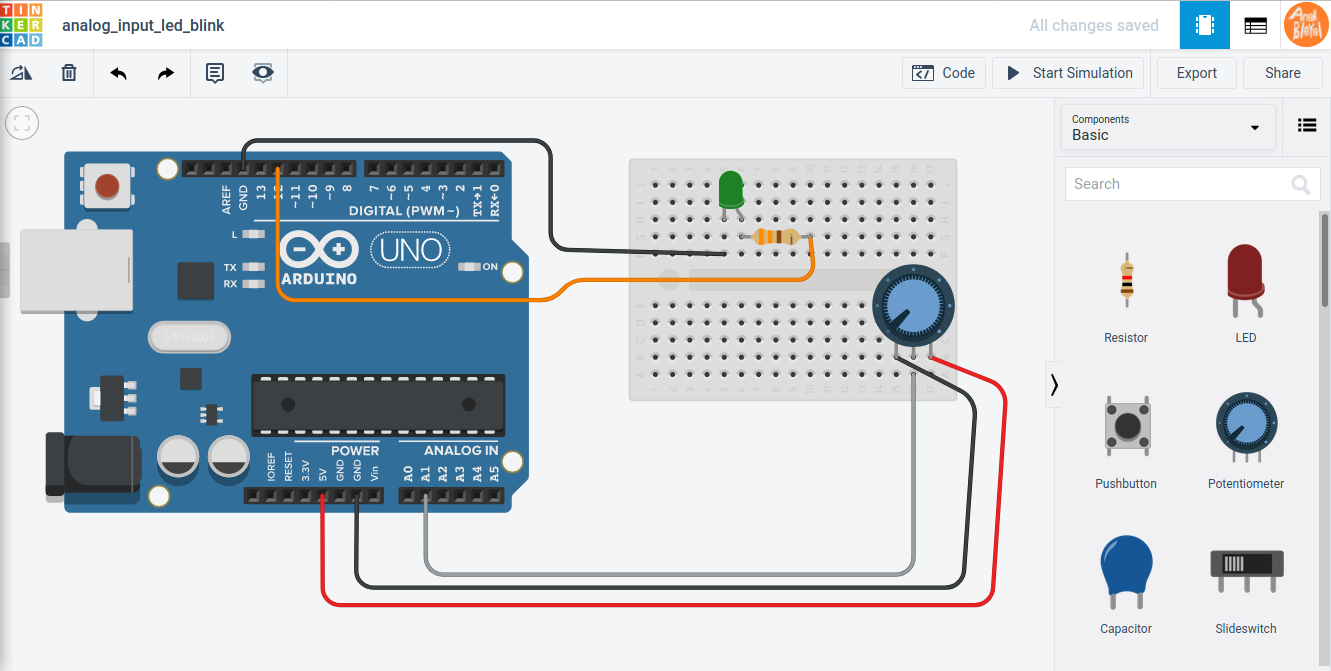 TIN
KER
CAD
analog_input_led_blink
All changes saved
Anak
Code
Start Simulation
Export
Share
Components
Basic
Search
AREF
GND
13
12
~11
~10
~9
8
7
~6
~5
4
~3
2
TX→1
RX←0
DIGITAL (PWM~)
L
TX
RX
UNO
ARDUINO
ON
POWER
ANALOG IN
IOREF
RESET
3.3V
5V
GND
GND
Vin
A0
A1
A2
A3
A4
A5
Resistor
LED
Pushbutton
Potentiometer
Capacitor
Slideswitch